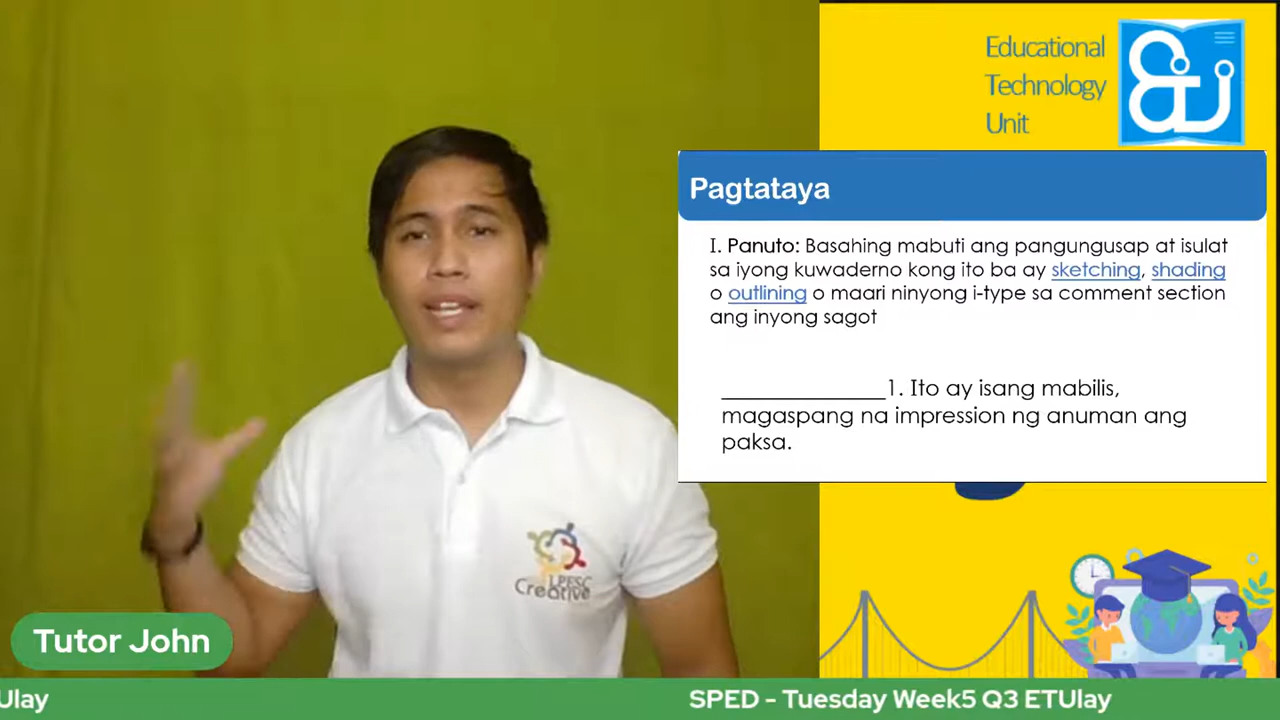 Educational
Technology
Unit
Pagtataya
I. Panuto: Basahing mabuti ang pangungusap at isulat
sa iyong kuwaderno kong ito ba ay sketching, shading
o outlining o maari ninyong i-type sa comment section
ang inyong sagot
______________1. Ito ay isang mabilis,
magaspang na impression ng anuman ang
paksa.
LPESC
Creative
Tutor John
Ulay
SPED - Tuesday Week5 Q3 ETUlay